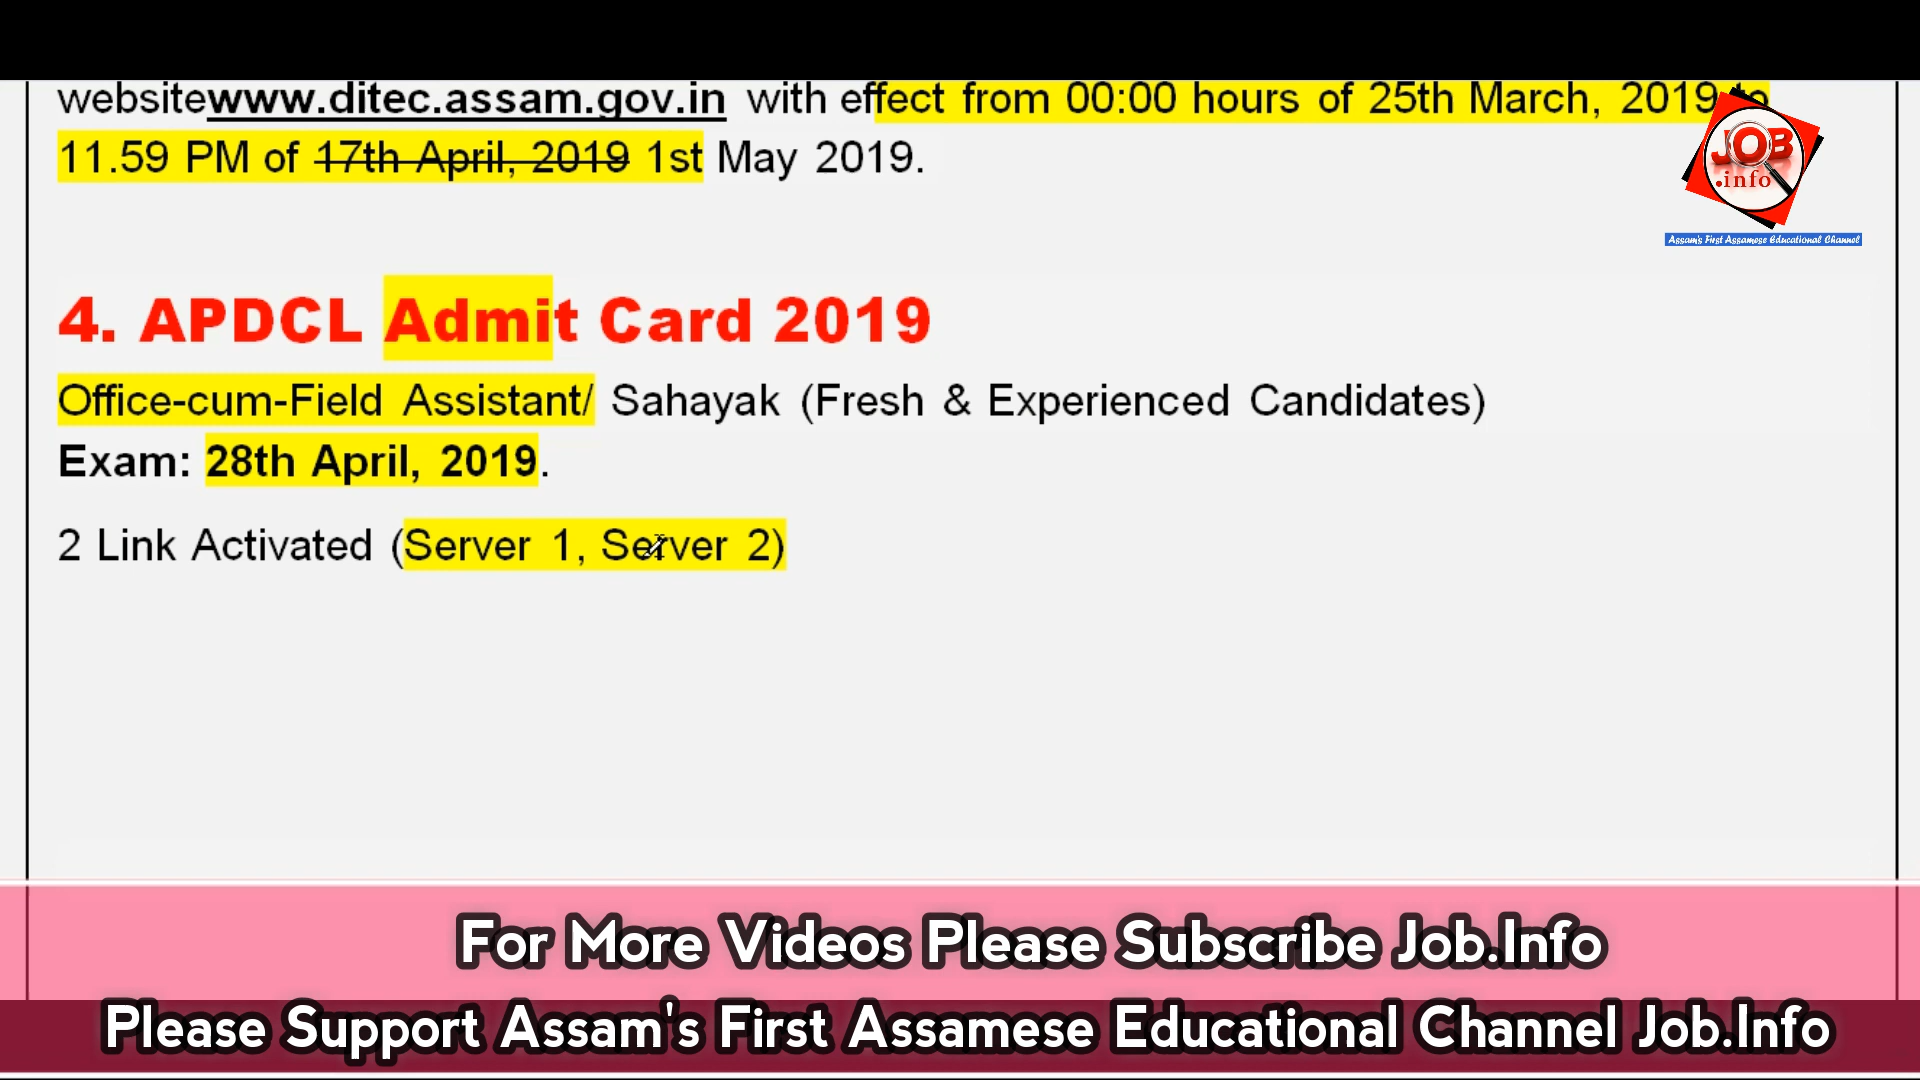 websitewww.ditec.assam.gov.in with effect from 00:00 hours of 25th March, 2019 to
11.59 PM of 17th April, 2019 1st May 2019.
JOB
.info
Assam's First Assamese Educational Channel
4. APDCL Admit Card 2019
Office-cum-Field Assistant/ Sahayak (Fresh & Experienced Candidates)
Exam: 28th April, 2019.
2 Link Activated (Server 1, Server 2)
For More Videos Please Subscribe Job.Info
Please Support Assam's First Assamese Educational Channel Job.Info